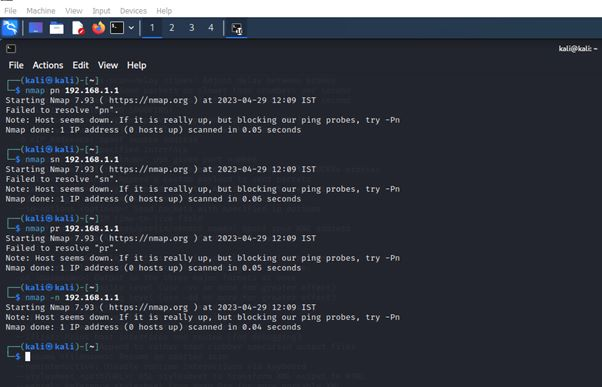 File Machine View Input Devices Help
1 2 3 4
kali@kali: ~
File Actions Edit View Help
(kali㉿kali)-[~]
$ nmap pn 192.168.1.1
Starting Nmap 7.93 ( https://nmap.org ) at 2023-04-29 12:09 IST
Failed to resolve "pn".
Note: Host seems down. If it is really up, but blocking our ping probes, try -Pn
Nmap done: 1 IP address (0 hosts up) scanned in 0.05 seconds
(kali㉿kali)-[~]
$ nmap sn 192.168.1.1
Starting Nmap 7.93 ( https://nmap.org ) at 2023-04-29 12:09 IST
Failed to resolve "sn".
Note: Host seems down. If it is really up, but blocking our ping probes, try -Pn
Nmap done: 1 IP address (0 hosts up) scanned in 0.06 seconds
(kali㉿kali)-[~]
$ nmap pr 192.168.1.1
Starting Nmap 7.93 ( https://nmap.org ) at 2023-04-29 12:09 IST
Failed to resolve "pr".
Note: Host seems down. If it is really up, but blocking our ping probes, try -Pn
Nmap done: 1 IP address (0 hosts up) scanned in 0.05 seconds
(kali㉿kali)-[~]
$ nmap -n 192.168.1.1
Starting Nmap 7.93 ( https://nmap.org ) at 2023-04-29 12:09 IST
Note: Host seems down. If it is really up, but blocking our ping probes, try -Pn
Nmap done: 1 IP address (0 hosts up) scanned in 0.04 seconds
(kali㉿kali)-[~]
$